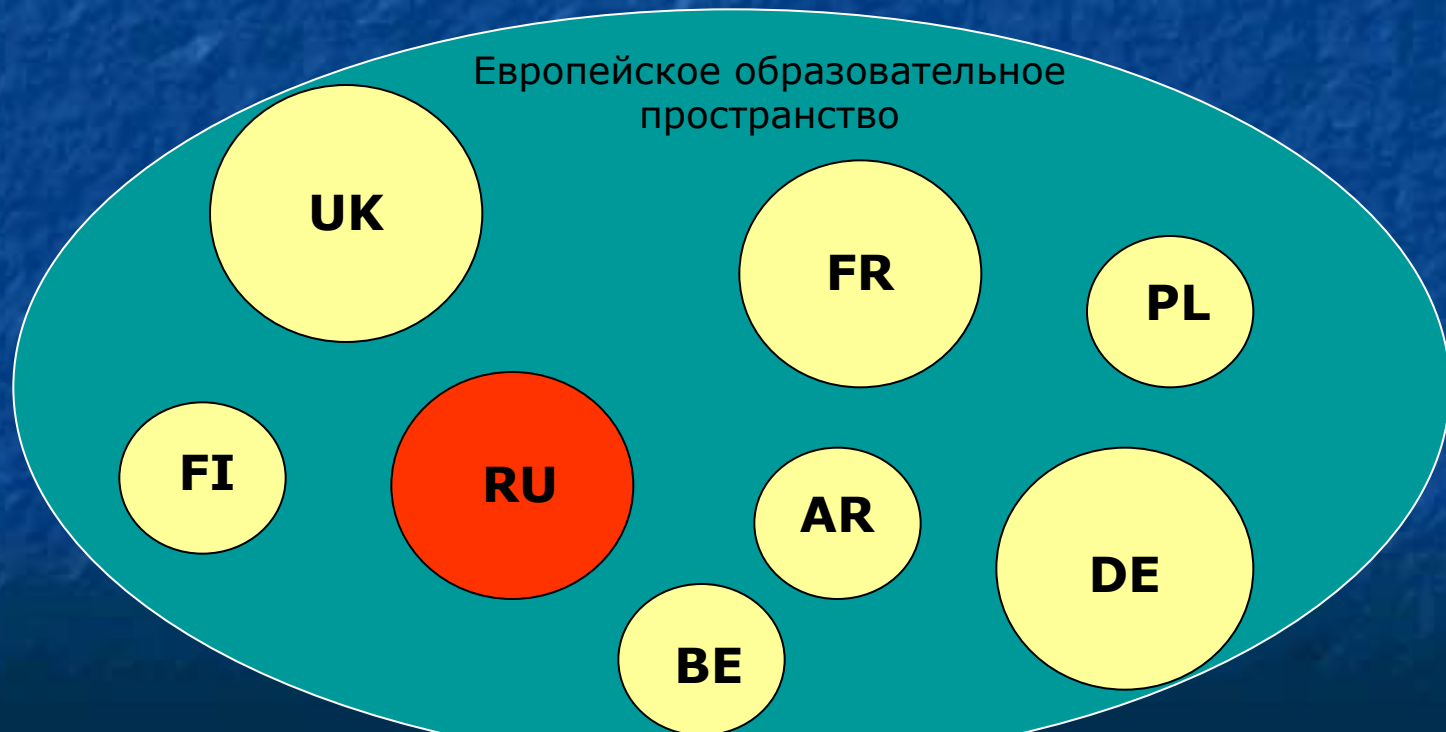 Европейское образовательное
пространство
UK
FR
PL
FI
RU
AR
DE
BE